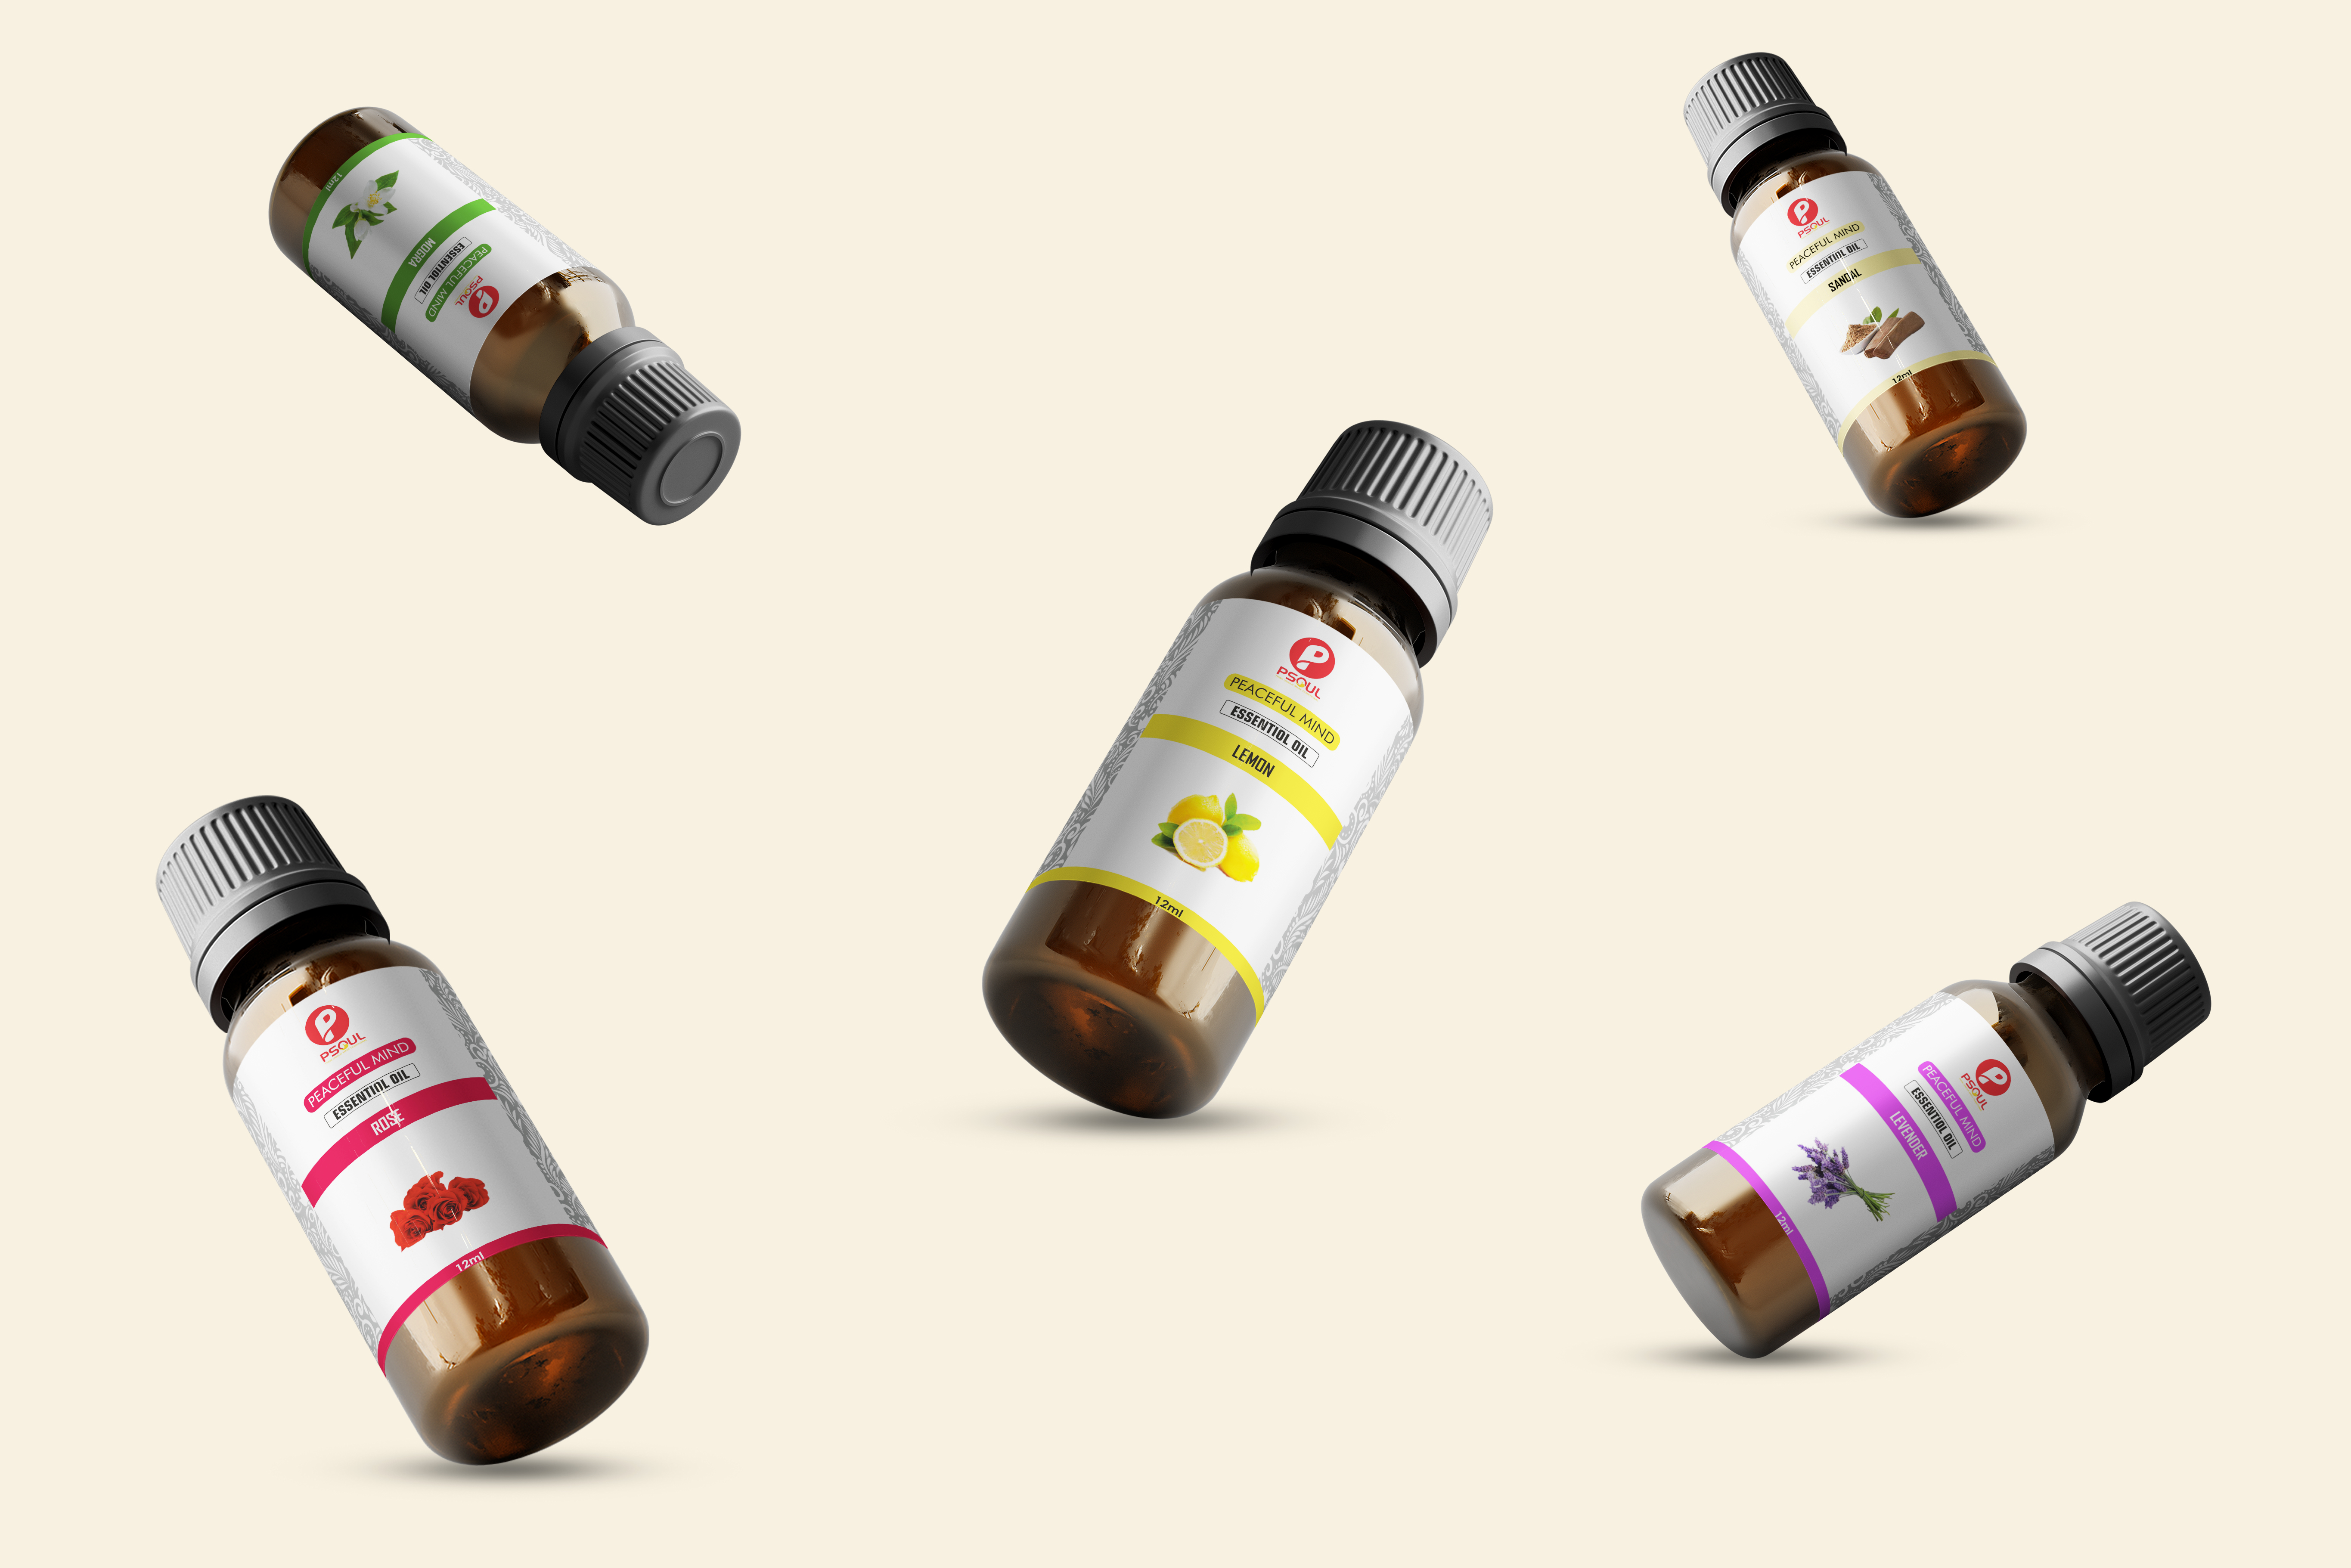 P
PSOUL
PEACEFUL MIND
ESSENTIOL OIL
MOGRA
12ml
P
PSOUL
PEACEFUL MIND
ESSENTIOL OIL
SANDAL
12ml
P
PSOUL
PEACEFUL MIND
ESSENTIOL OIL
LEMON
12ml
P
PSOUL
PEACEFUL MIND
ESSENTIOL OIL
ROSE
12ml
P
PSOUL
PEACEFUL MIND
ESSENTIOL OIL
LEVENDER
12ml